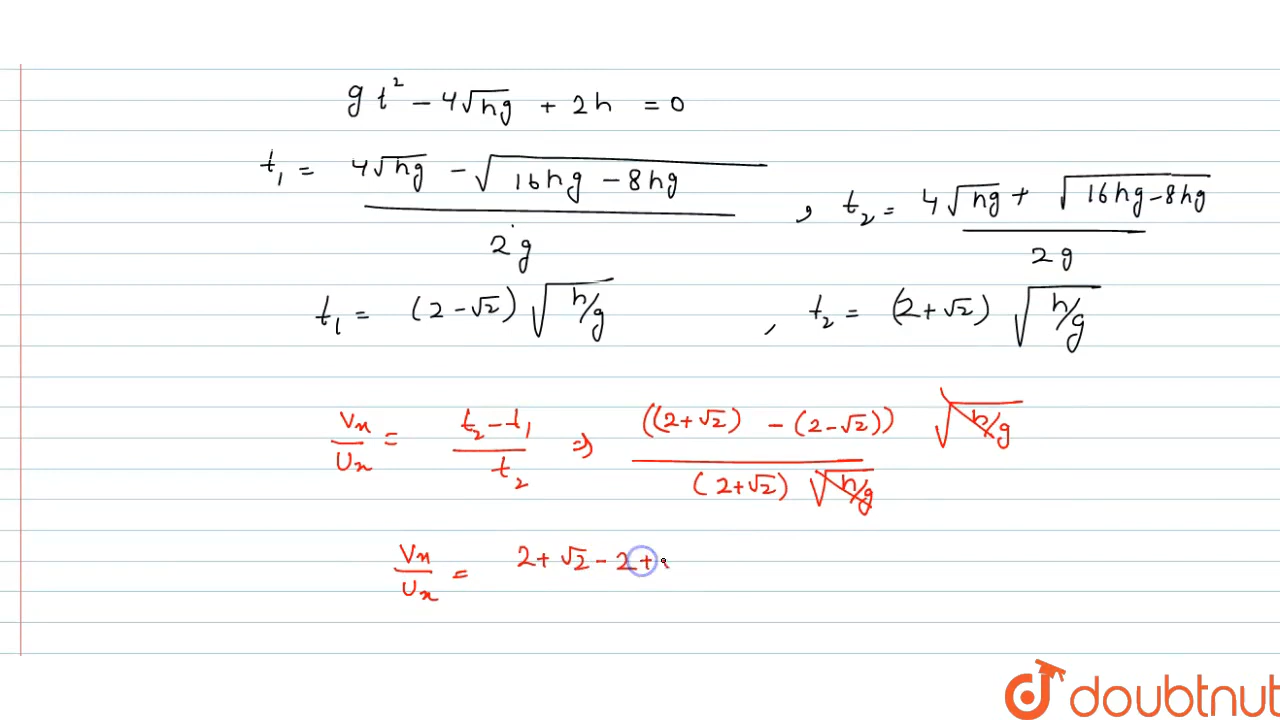 gt² - 4√hg + 2h = 0
t₁ = (4√hg - √(16hg - 8hg)) / 2g , t₂ = (4√hg + √(16hg - 8hg)) / 2g
t₁ = (2 - √2) √(h/g) , t₂ = (2 + √2) √(h/g)
Vx/Ux = (t₂ - t₁)/t₂ ⇒ ((2 + √2) - (2 - √2)) √(h/g) / (2 + √2) √(h/g)
Vx/Ux = 2 + √2 - 2 +
doubtnut